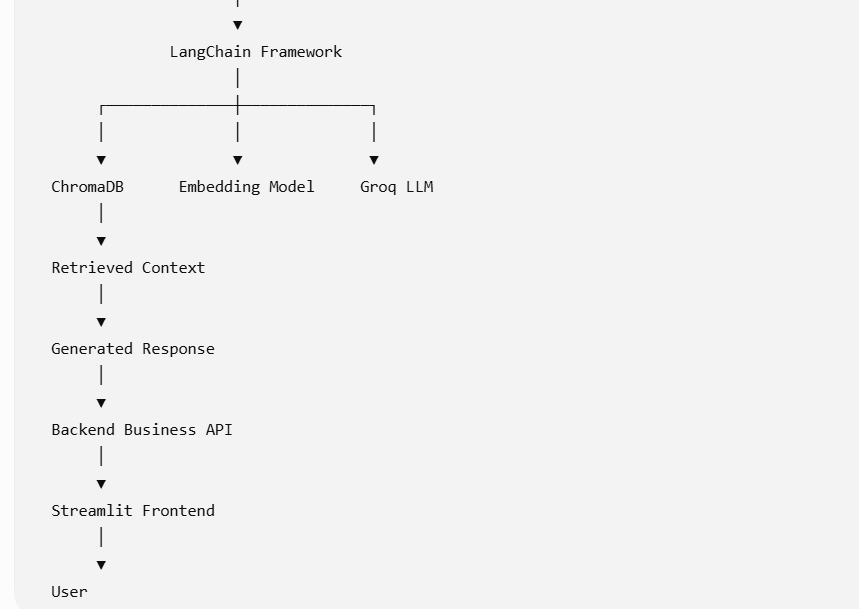 LangChain Framework
ChromaDB Embedding Model Groq LLM
Retrieved Context
Generated Response
Backend Business API
Streamlit Frontend
User